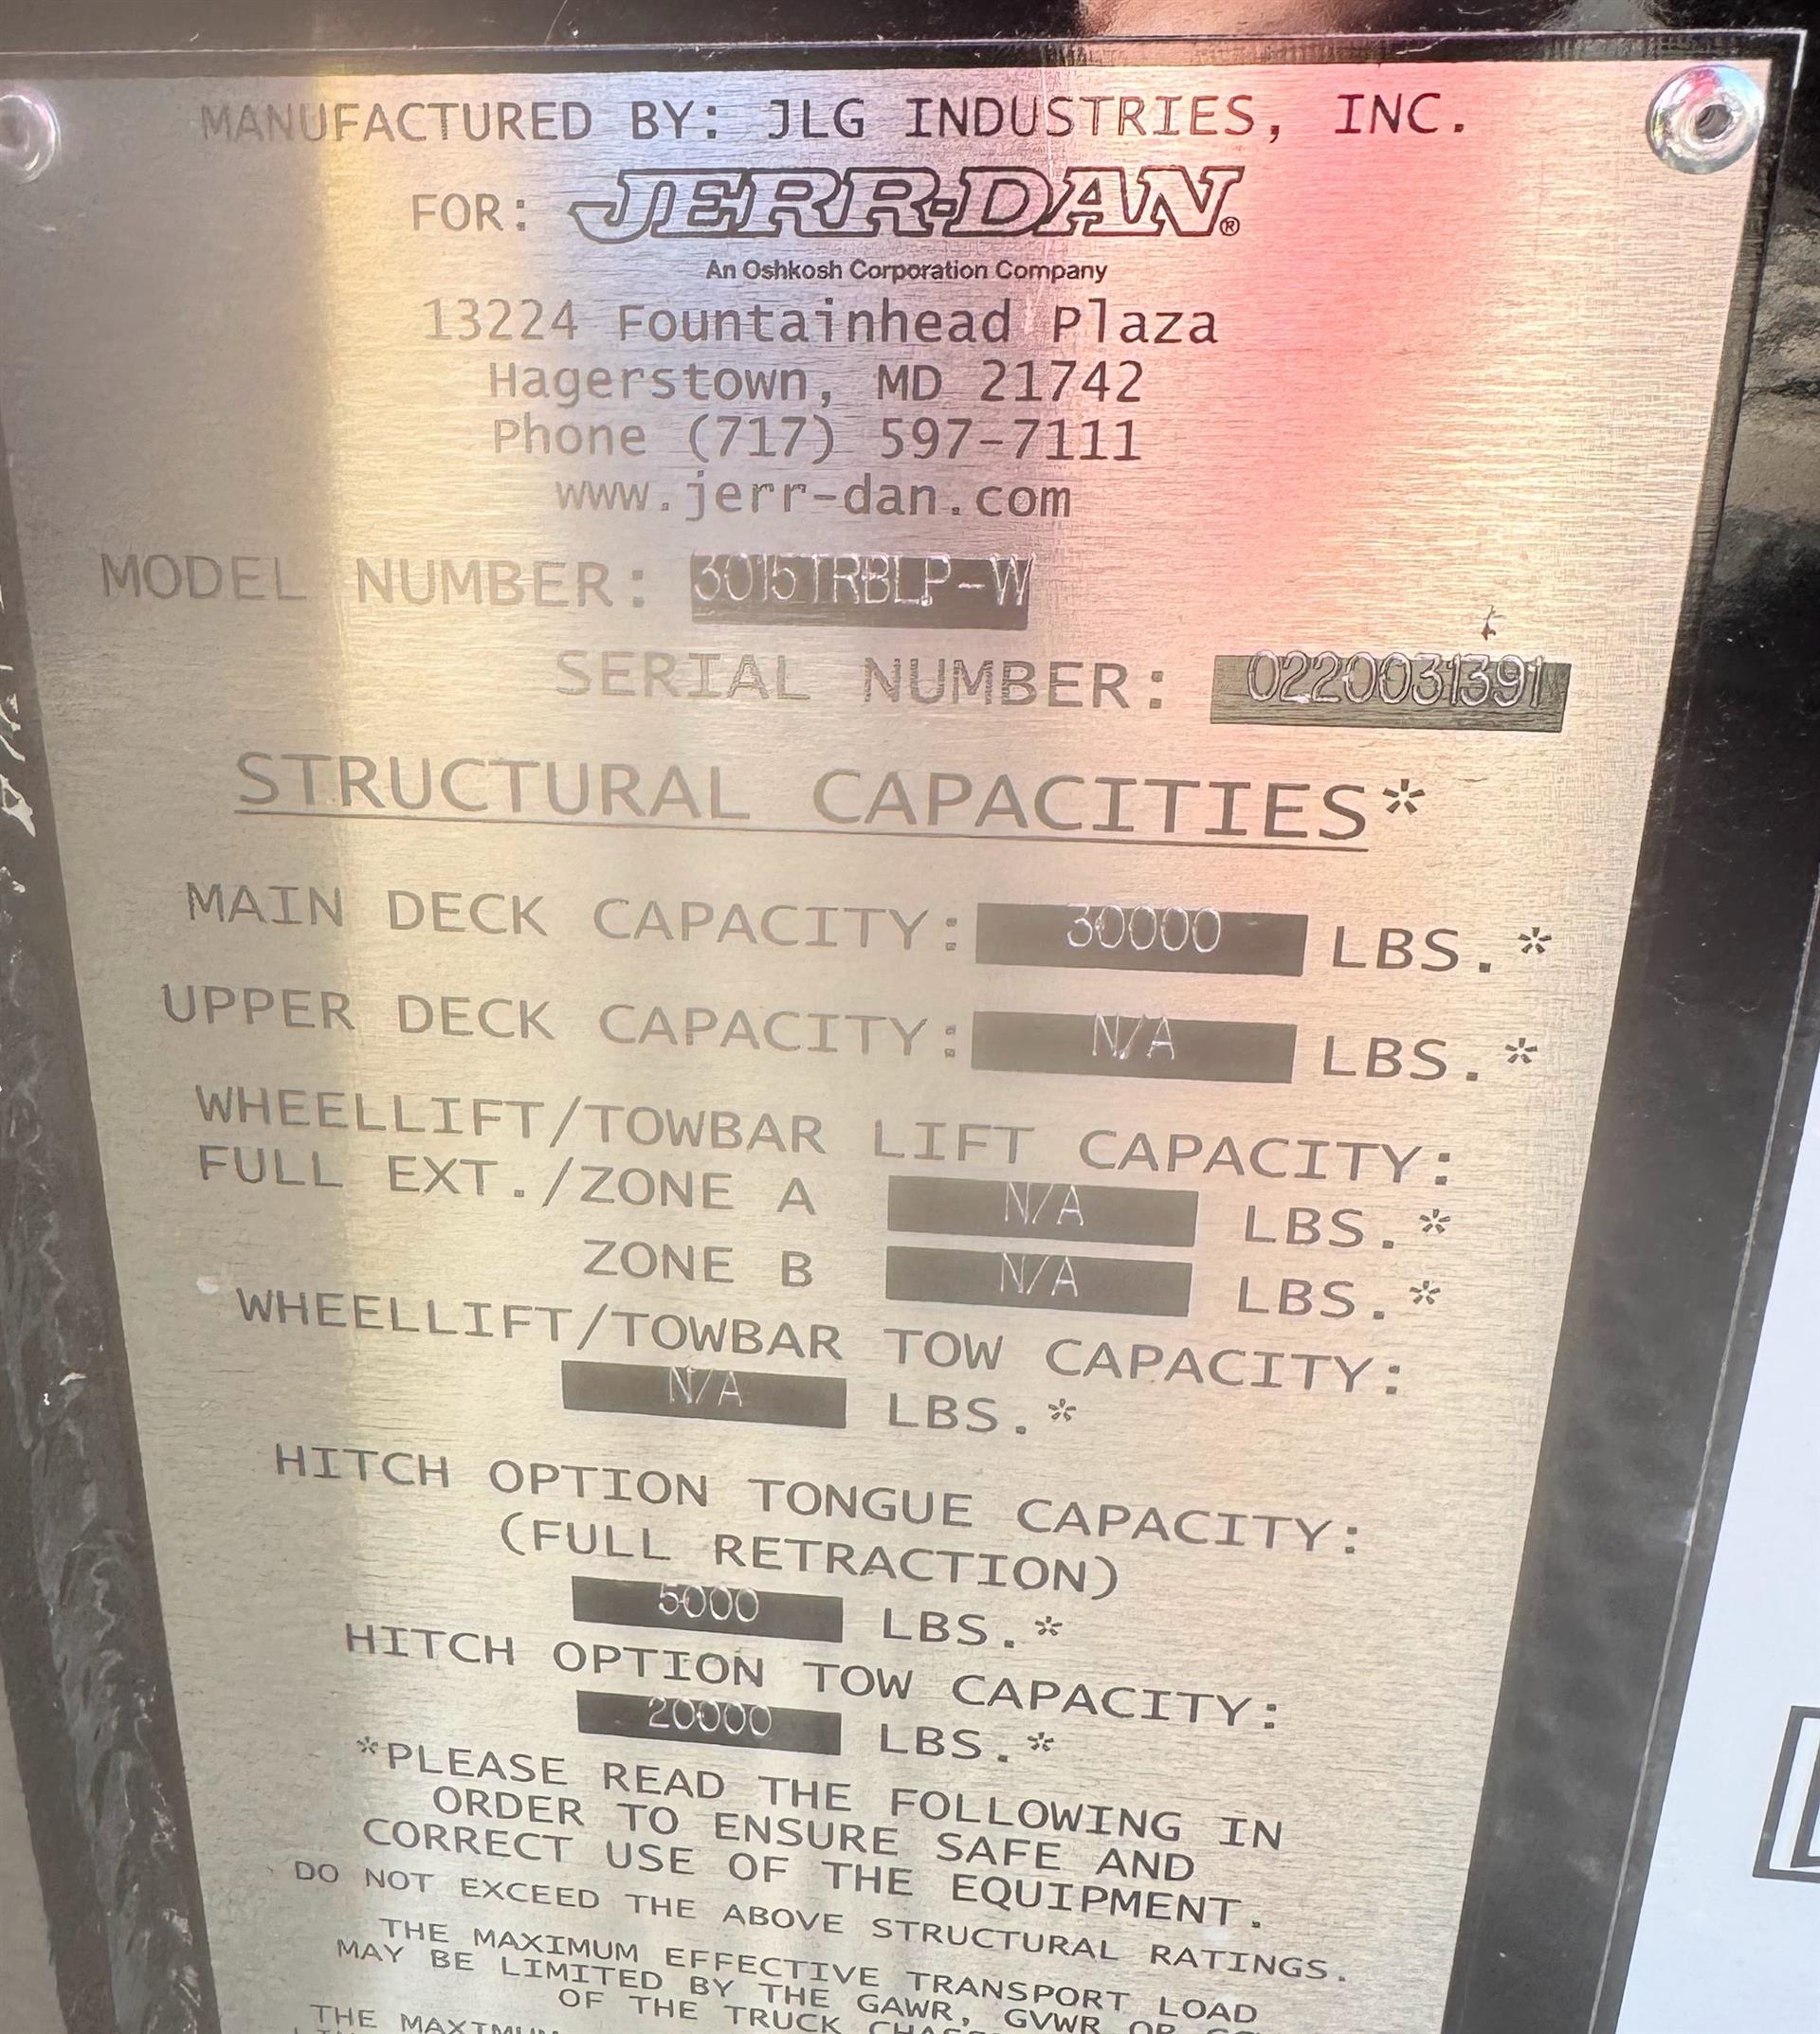 MANUFACTURED BY: JLG INDUSTRIES, INC.
FOR: JERR-DAN®
An Oshkosh Corporation Company
13224 Fountainhead Plaza
Hagerstown, MD 21742
Phone (717) 597-7111
www.jerr-dan.com
MODEL NUMBER: 3015TRBLP-W
SERIAL NUMBER: 0220031391
STRUCTURAL CAPACITIES*
MAIN DECK CAPACITY: 30000 LBS.*
UPPER DECK CAPACITY: N/A LBS.*
WHEELLIFT/TOWBAR LIFT CAPACITY:
FULL EXT./ZONE A N/A LBS.*
ZONE B N/A LBS.*
WHEELLIFT/TOWBAR TOW CAPACITY:
N/A LBS.*
HITCH OPTION TONGUE CAPACITY:
(FULL RETRACTION)
5000 LBS.*
HITCH OPTION TOW CAPACITY:
20000 LBS.*
*PLEASE READ THE FOLLOWING IN
ORDER TO ENSURE SAFE AND
CORRECT USE OF THE EQUIPMENT.
DO NOT EXCEED THE ABOVE STRUCTURAL RATINGS.
THE MAXIMUM EFFECTIVE TRANSPORT LOAD
MAY BE LIMITED BY THE GAWR, GVWR OR
OF THE TRUCK
THE